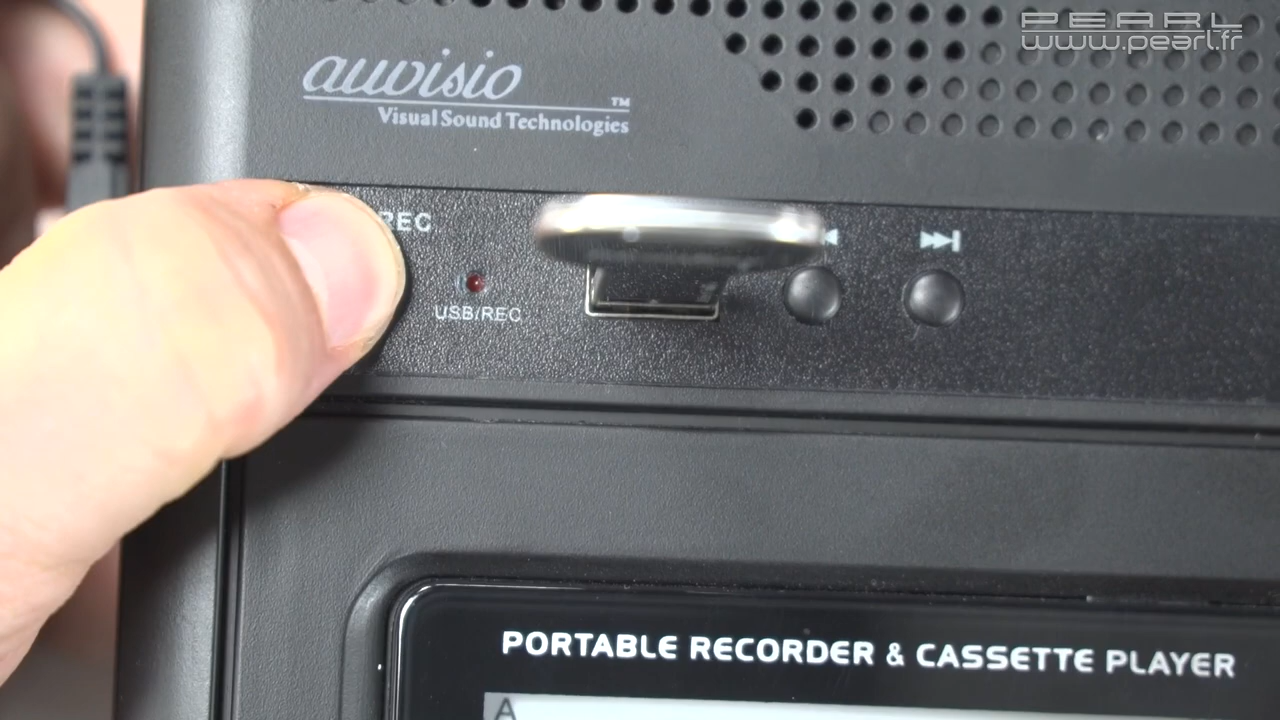 PEARL
www.pearl.fr
auvisio
TM
Visual Sound Technologies
REC
USB/REC
PORTABLE RECORDER & CASSETTE PLAYER
A